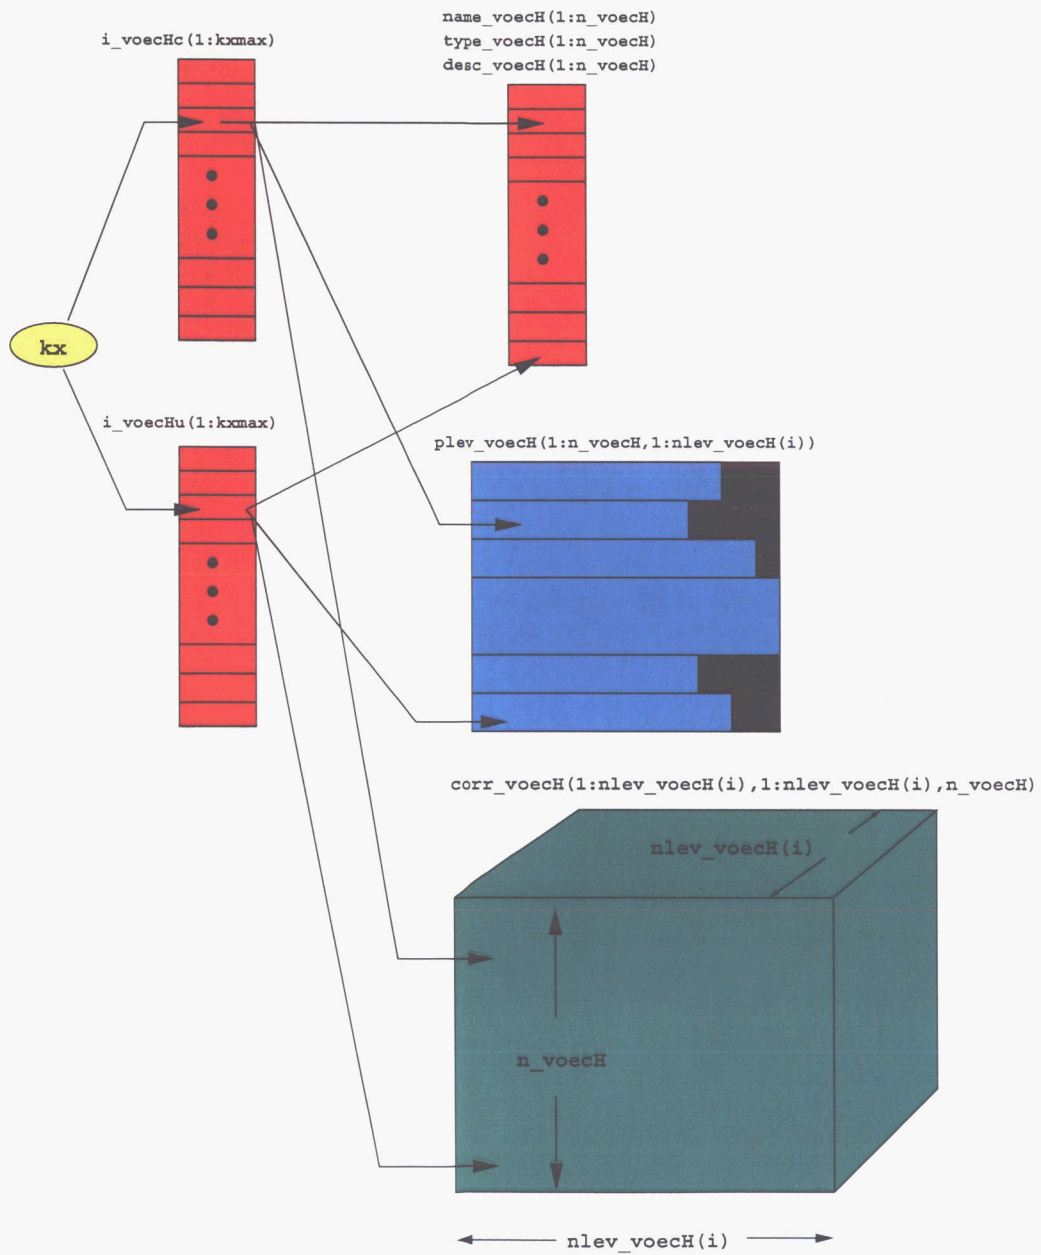 name_voecH(1:n_voecH)
i_voecHc(1:kxmax)
type_voecH(1:n_voecH)
desc_voecH(1:n_voecH)
kx
i_voecHu(1:kxmax)
plev_voecH(1:n_voecH,1:nlev_voecH(i))
corr_voecH(1:nlev_voecH(i),1:nlev_voecH(i),n_voecH)
nlev_voecH(i)
n_voecH
nlev_voecH(i)